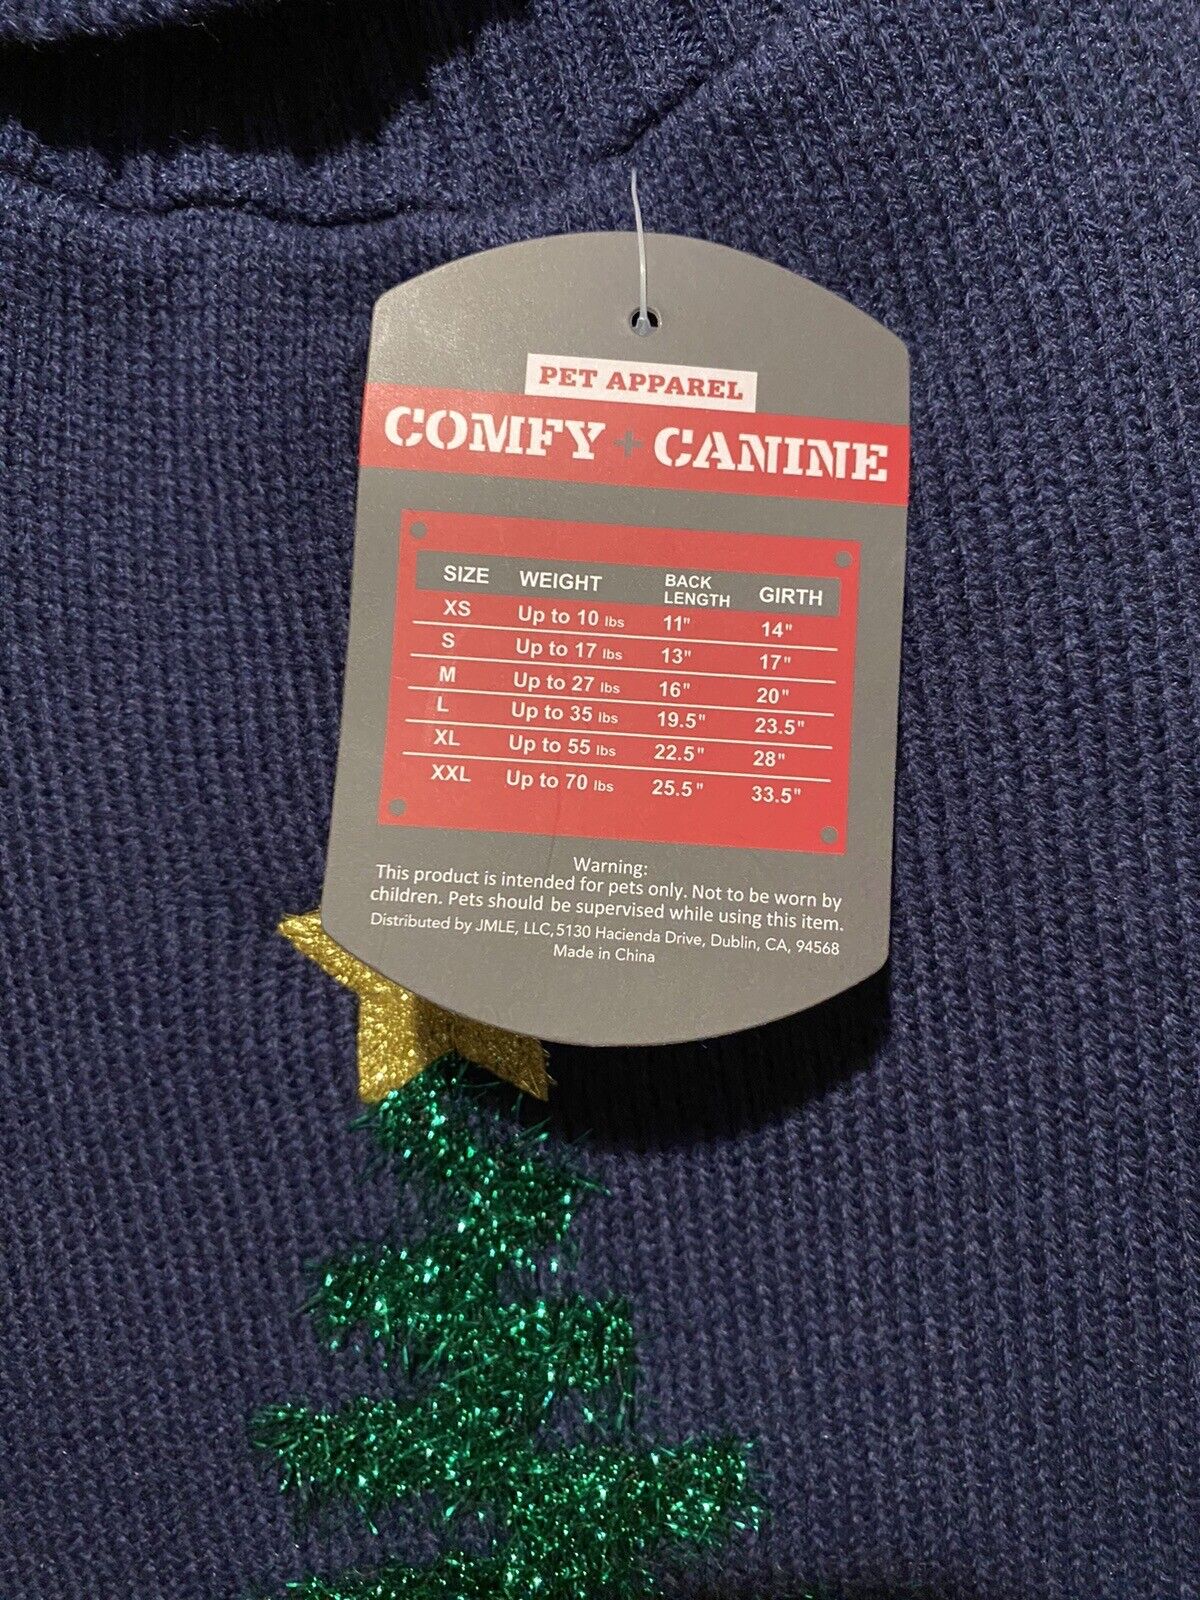 PET APPAREL
COMFY + CANINE
SIZE WEIGHT BACK LENGTH GIRTH
XS Up to 10 lbs 11" 14"
S Up to 17 lbs 13" 17"
M Up to 27 lbs 16" 20"
L Up to 35 lbs 19.5" 23.5"
XL Up to 55 lbs 22.5" 28"
XXL Up to 70 lbs 25.5" 33.5"
Warning:
This product is intended for pets only. Not to be worn by
children. Pets should be supervised while using this item.
Distributed by JMLE, LLC,5130 Hacienda Drive, Dublin, CA, 94568
Made in China